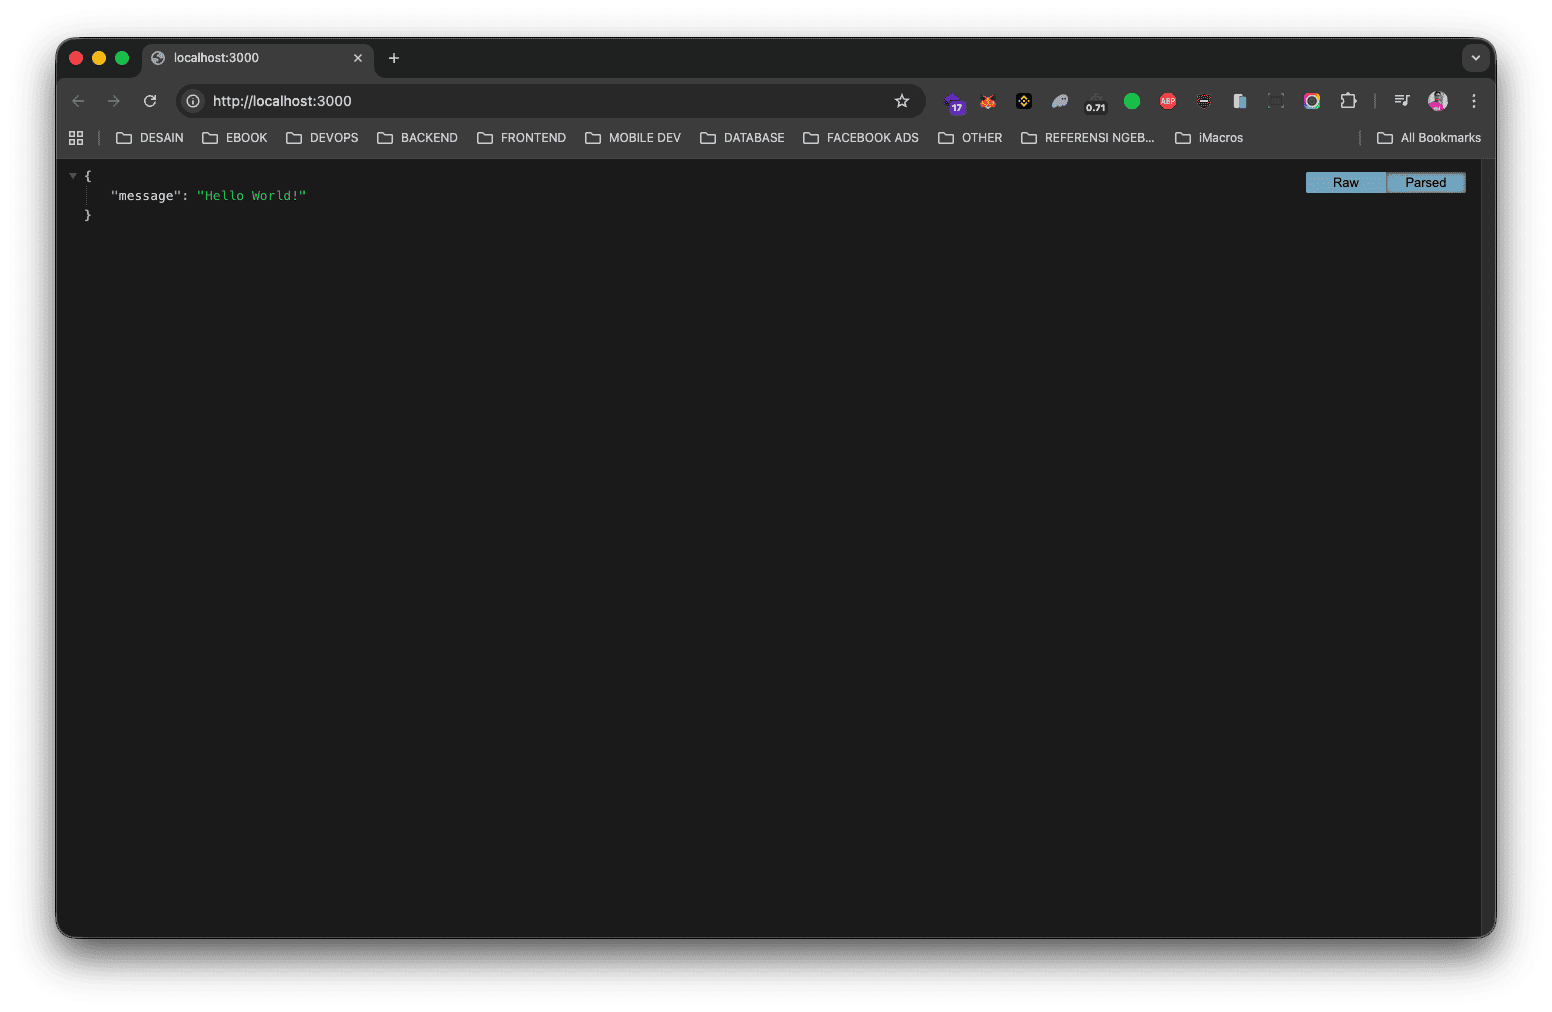 localhost:3000
http://localhost:3000
17
0.71
ABP
DESAIN EBOOK DEVOPS BACKEND FRONTEND MOBILE DEV DATABASE FACEBOOK ADS OTHER REFERENSI NGEB... iMacros All Bookmarks
{
Raw Parsed
"message": "Hello World!"
}